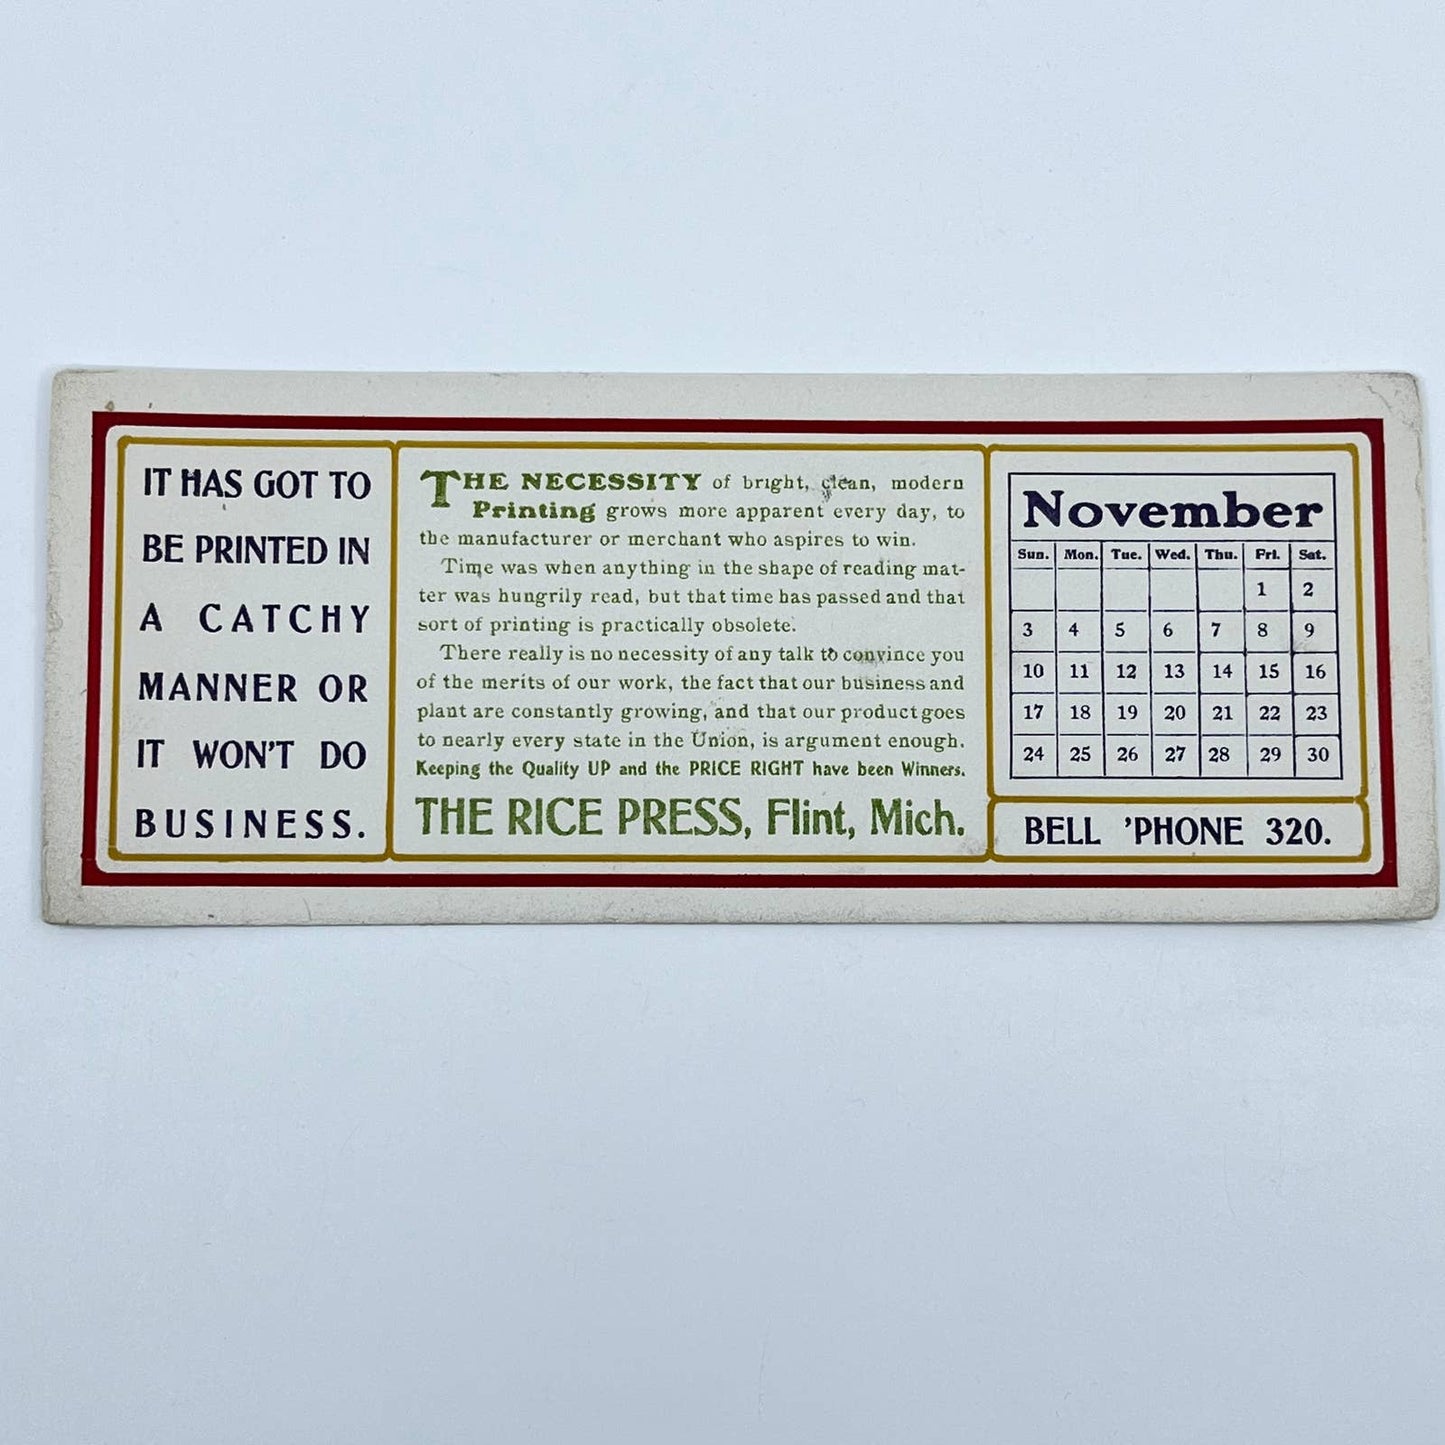 IT HAS GOT TO
BE PRINTED IN
A CATCHY
MANNER OR
IT WON'T DO
BUSINESS.
THE NECESSITY of bright, clean, modern
Printing grows more apparent every day, to
the manufacturer or merchant who aspires to win.
Time was when anything in the shape of reading mat-
ter was hungrily read, but that time has passed and that
sort of printing is practically obsolete.
There really is no necessity of any talk to convince you
of the merits of our work, the fact that our business and
plant are constantly growing, and that our product goes
to nearly every state in the Union, is argument enough.
Keeping the Quality UP and the PRICE RIGHT have been Winners.
THE RICE PRESS, Flint, Mich.
November
Sun. Mon. Tue. Wed. Thu. Fri. Sat.
1 2
3 4 5 6 7 8 9
10 11 12 13 14 15 16
17 18 19 20 21 22 23
24 25 26 27 28 29 30
BELL 'PHONE 320.